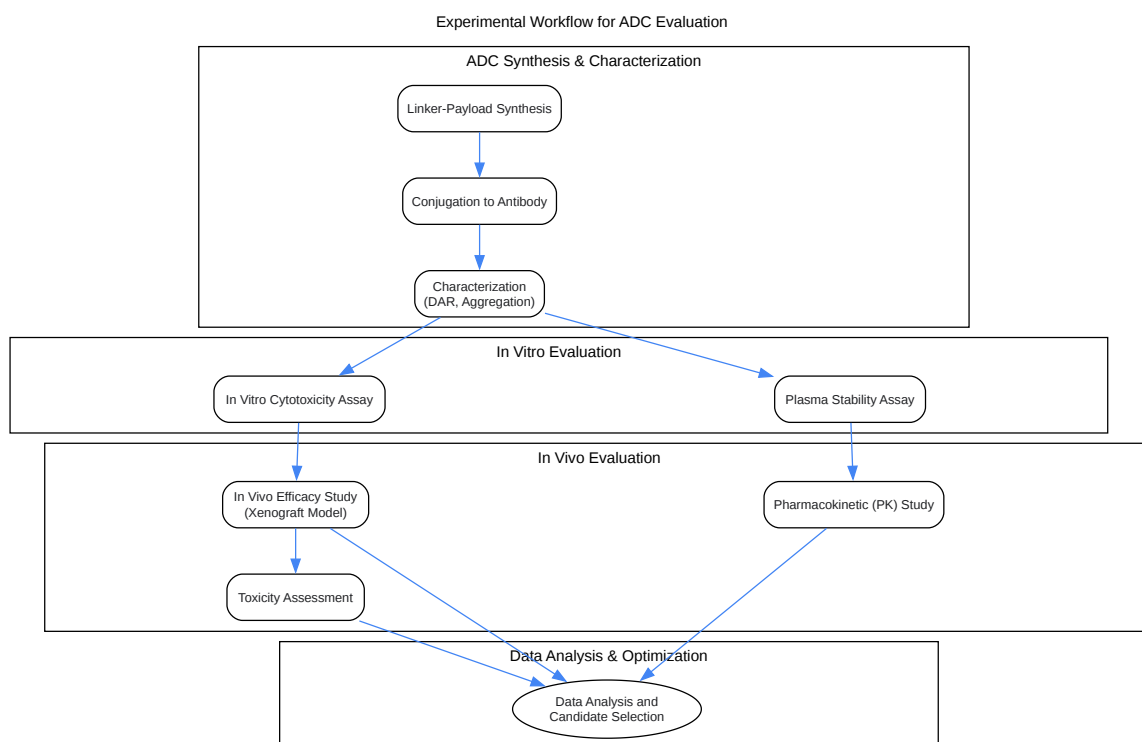 Experimental Workflow for ADC Evaluation
ADC Synthesis & Characterization
Linker-Payload Synthesis
Conjugation to Antibody
Characterization
(DAR, Aggregation)
In Vitro Evaluation
In Vitro Cytotoxicity Assay
Plasma Stability Assay
In Vivo Evaluation
In Vivo Efficacy Study
(Xenograft Model)
Pharmacokinetic (PK) Study
Toxicity Assessment
Data Analysis & Optimization
Data Analysis and
Candidate Selection